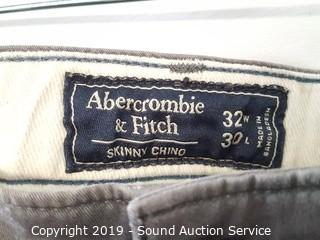 Abercrombie
& Fitch
SKINNY CHINO
32W
30L
MADE IN
BANGLADESH
Copyright 2019 - Sound Auction Service